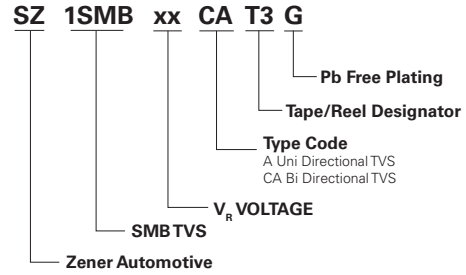 SZ 1SMB xx CA T3 G
Pb Free Plating
Tape/Reel Designator
Type Code
A Uni Directional TVS
CA Bi Directional TVS
VR VOLTAGE
SMB TVS
Zener Automotive